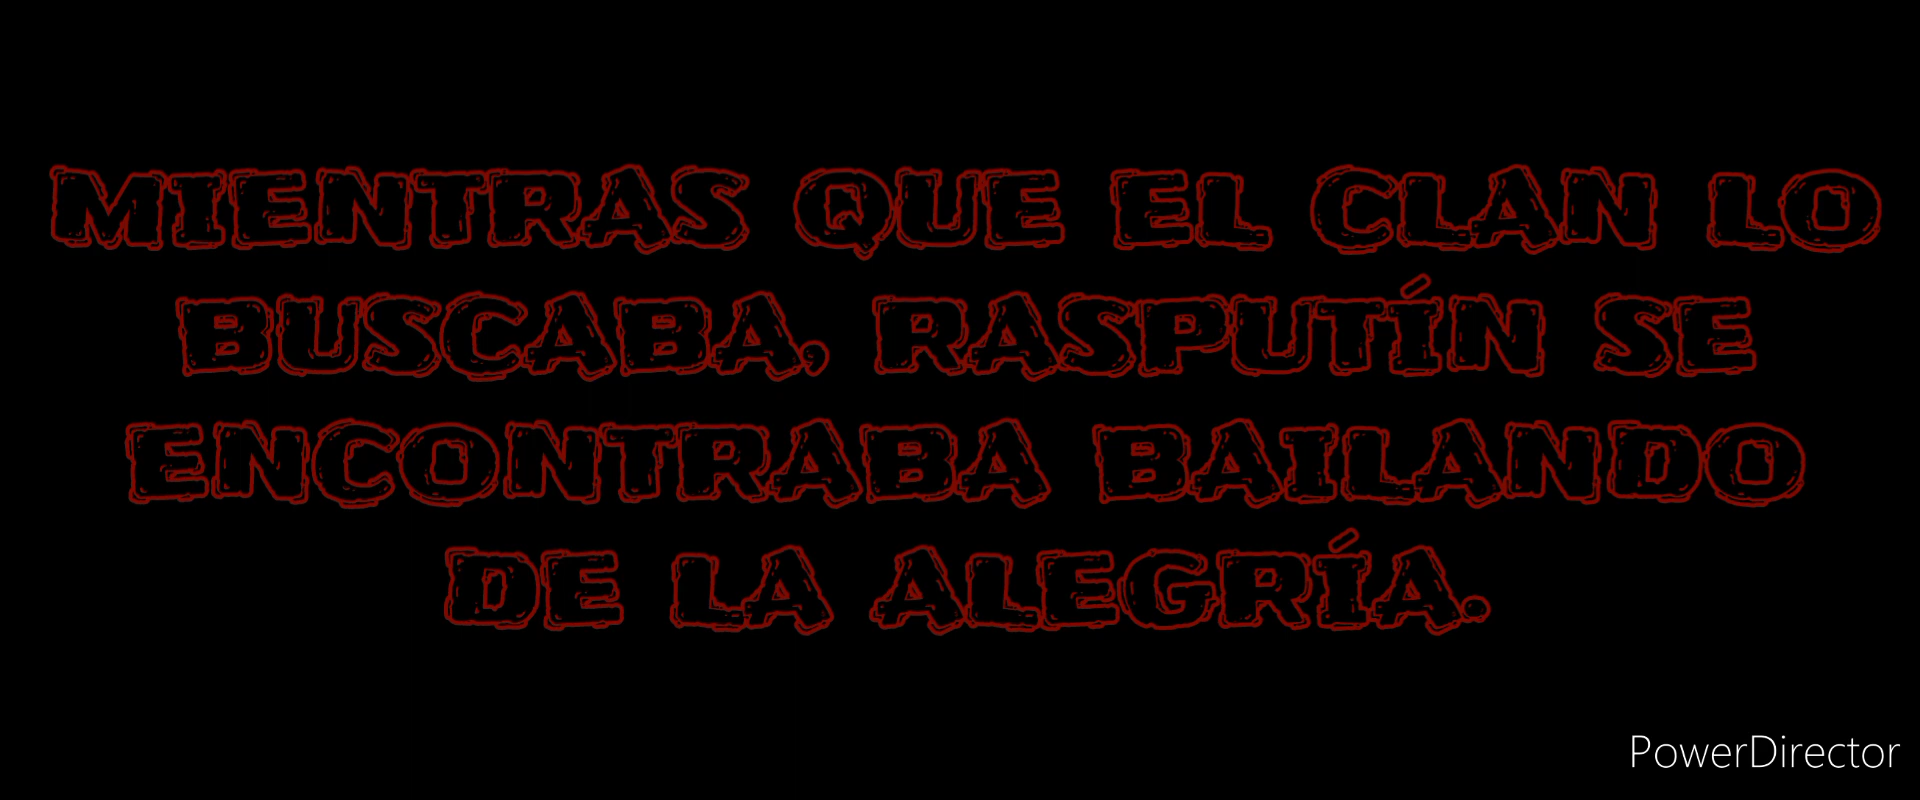 MIENTRAS QUE EL CLAN LO
BUSCABA, RASPUTÍN SE
ENCONTRABA BAILANDO
DE LA ALEGRÍA.
PowerDirector